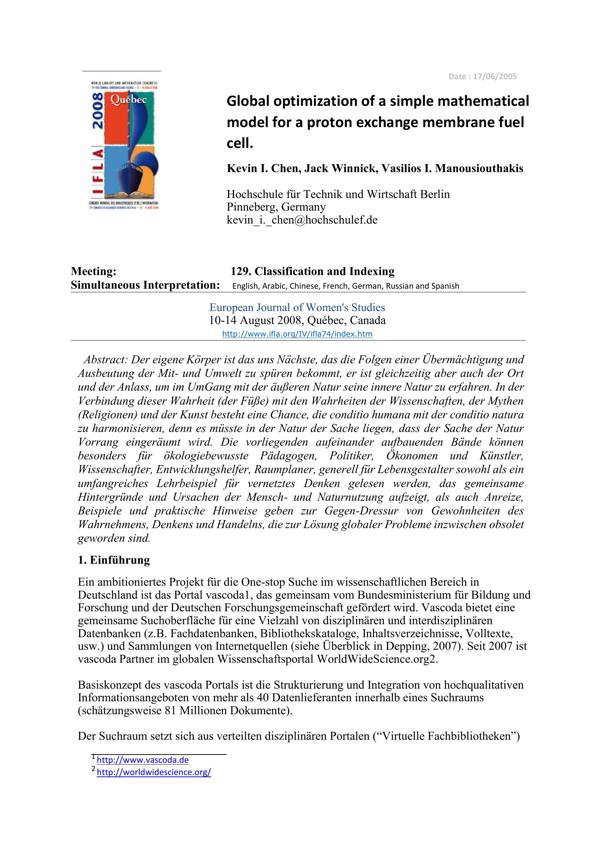 Date : 17/06/2005
WORLD LIBRARY AND INFORMATION CONGRESS:
IFLA 2008
Québec
Global optimization of a simple mathematical
model for a proton exchange membrane fuel
cell.
Kevin I. Chen, Jack Winnick, Vasilios I. Manousiouthakis
Hochschule für Technik und Wirtschaft Berlin
Pinneberg, Germany
kevin_i._chen@hochschulef.de
Meeting: 129. Classification and Indexing
Simultaneous Interpretation: English, Arabic, Chinese, French, German, Russian and Spanish
European Journal of Women's Studies
10-14 August 2008, Québec, Canada
http://www.ifla.org/IV/ifla74/index.htm
Abstract: Der eigene Körper ist das uns Nächste, das die Folgen einer Übermächtigung und
Ausbeutung der Mit- und Umwelt zu spüren bekommt, er ist gleichzeitig aber auch der Ort
und der Anlass, um im UmGang mit der äußeren Natur seine innere Natur zu erfahren. In der
Verbindung dieser Wahrheit (der Füße) mit den Wahrheiten der Wissenschaften, der Mythen
(Religionen) und der Kunst besteht eine Chance, die conditio humana mit der conditio natura
zu harmonisieren, denn es müsste in der Natur der Sache liegen, dass der Sache der Natur
Vorrang eingeräumt wird. Die vorliegenden aufeinander aufbauenden Bände können
besonders für ökologiebewusste Pädagogen, Politiker, Ökonomen und Künstler,
Wissenschafter, Entwicklungshelfer, Raumplaner, generell für Lebensgestalter sowohl als ein
umfangreiches Lehrbeispiel für vernetztes Denken gelesen werden, das gemeinsame
Hintergründe und Ursachen der Mensch- und Naturnutzung aufzeigt, als auch Anreize,
Beispiele und praktische Hinweise geben zur Gegen-Dressur von Gewohnheiten des
Wahrnehmens, Denkens und Handelns, die zur Lösung globaler Probleme inzwischen obsolet
geworden sind.
1. Einführung
Ein ambitioniertes Projekt für die One-stop Suche im wissenschaftlichen Bereich in
Deutschland ist das Portal vascoda1, das gemeinsam vom Bundesministerium für Bildung und
Forschung und der Deutschen Forschungsgemeinschaft gefördert wird. Vascoda bietet eine
gemeinsame Suchoberfläche für eine Vielzahl von disziplinären und interdisziplinären
Datenbanken (z.B. Fachdatenbanken, Bibliothekskataloge, Inhaltsverzeichnisse, Volltexte,
usw.) und Sammlungen von Internetquellen (siehe Überblick in Depping, 2007). Seit 2007 ist
vascoda Partner im globalen Wissenschaftsportal WorldWideScience.org2.
Basiskonzept des vascoda Portals ist die Strukturierung und Integration von hochqualitativen
Informationsangeboten von mehr als 40 Datenlieferanten innerhalb eines Suchraums
(schätzungsweise 81 Millionen Dokumente).
Der Suchraum setzt sich aus verteilten disziplinären Portalen (“Virtuelle Fachbibliotheken”)
1 http://www.vascoda.de
2 http://worldwidescience.org/